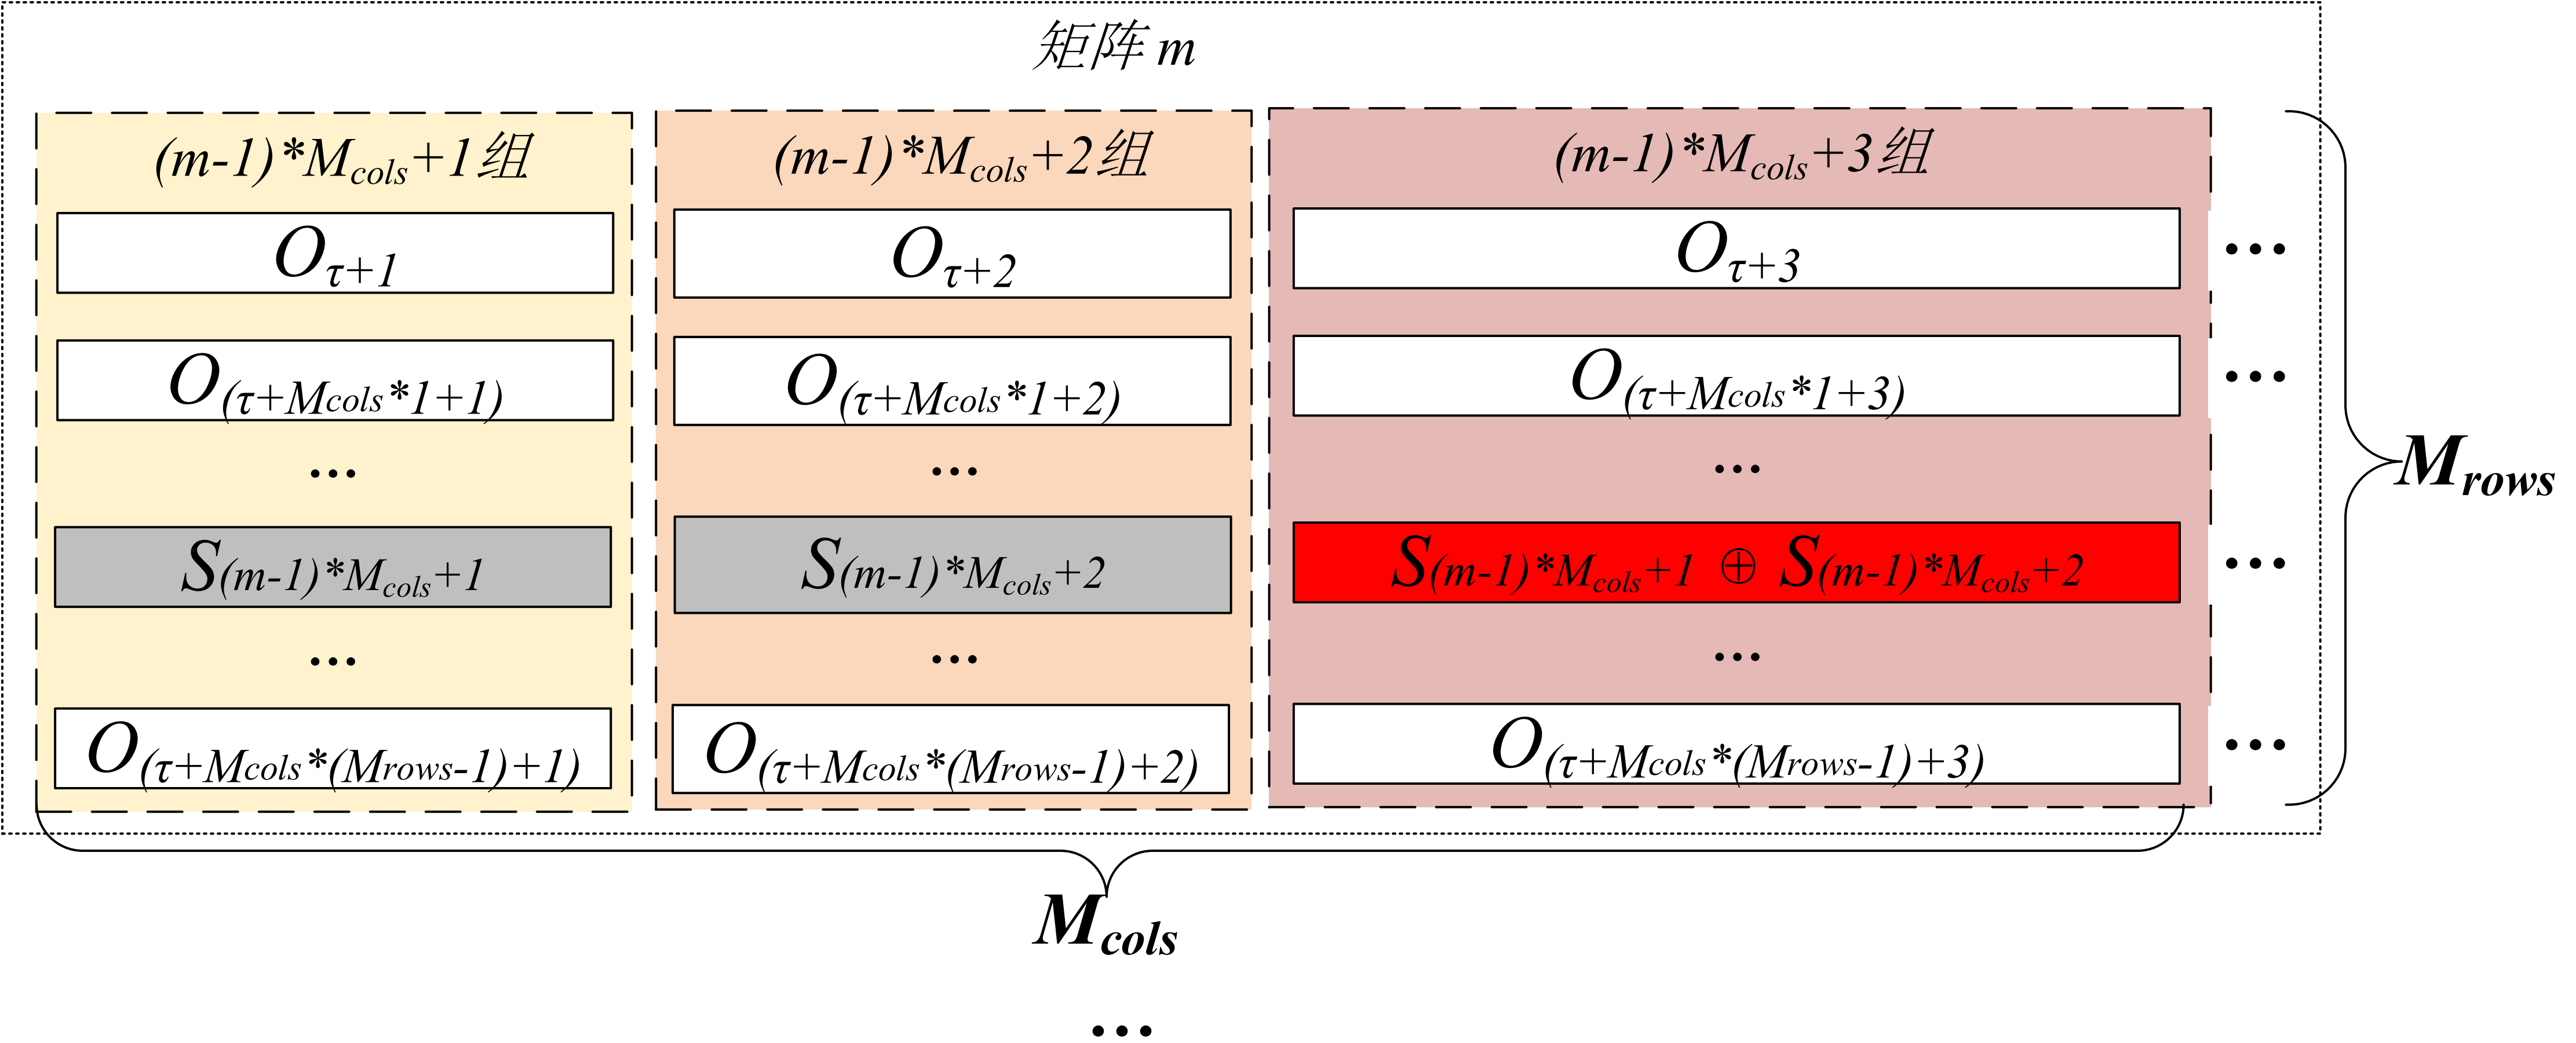 矩阵 m
(m-1)*Mcols+1组
(m-1)*Mcols+2组
(m-1)*Mcols+3组
Oτ+1
Oτ+2
Oτ+3
...
O(τ+Mcols*1+1)
O(τ+Mcols*1+2)
O(τ+Mcols*1+3)
...
...
...
...
Mrows
S(m-1)*Mcols+1
S(m-1)*Mcols+2
S(m-1)*Mcols+1 ⊕ S(m-1)*Mcols+2
...
...
...
...
O(τ+Mcols*(Mrows-1)+1)
O(τ+Mcols*(Mrows-1)+2)
O(τ+Mcols*(Mrows-1)+3)
...
Mcols
...